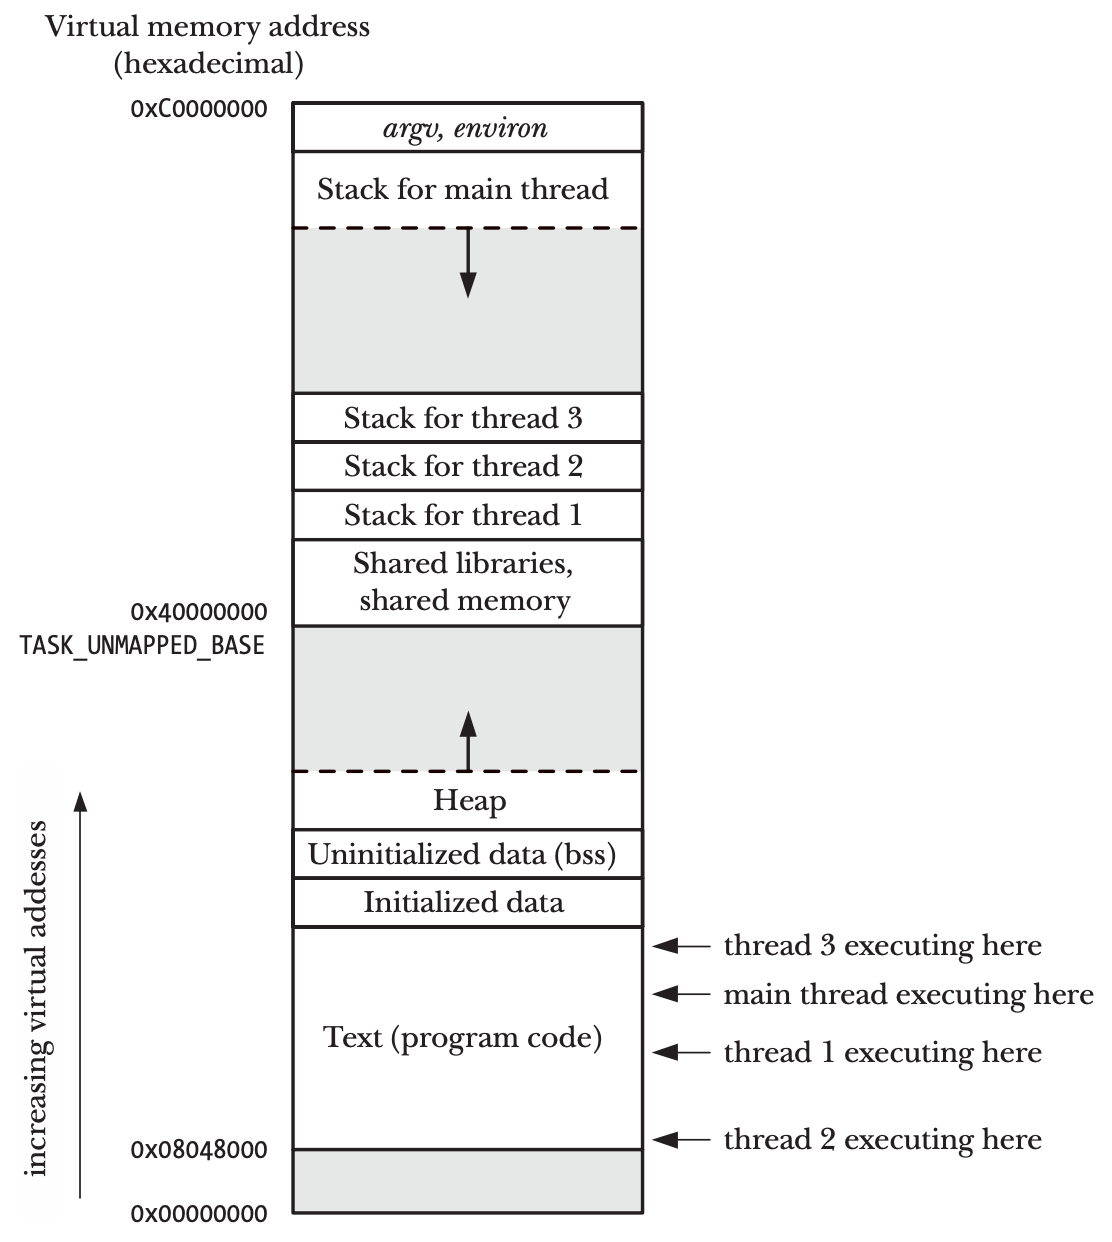 Virtual memory address
(hexadecimal)
0xC0000000
argv, environ
Stack for main thread
Stack for thread 3
Stack for thread 2
Stack for thread 1
Shared libraries,
shared memory
0x40000000
TASK_UNMAPPED_BASE
Heap
Uninitialized data (bss)
Initialized data
thread 3 executing here
main thread executing here
Text (program code)
thread 1 executing here
thread 2 executing here
0x08048000
0x00000000
increasing virtual addesses